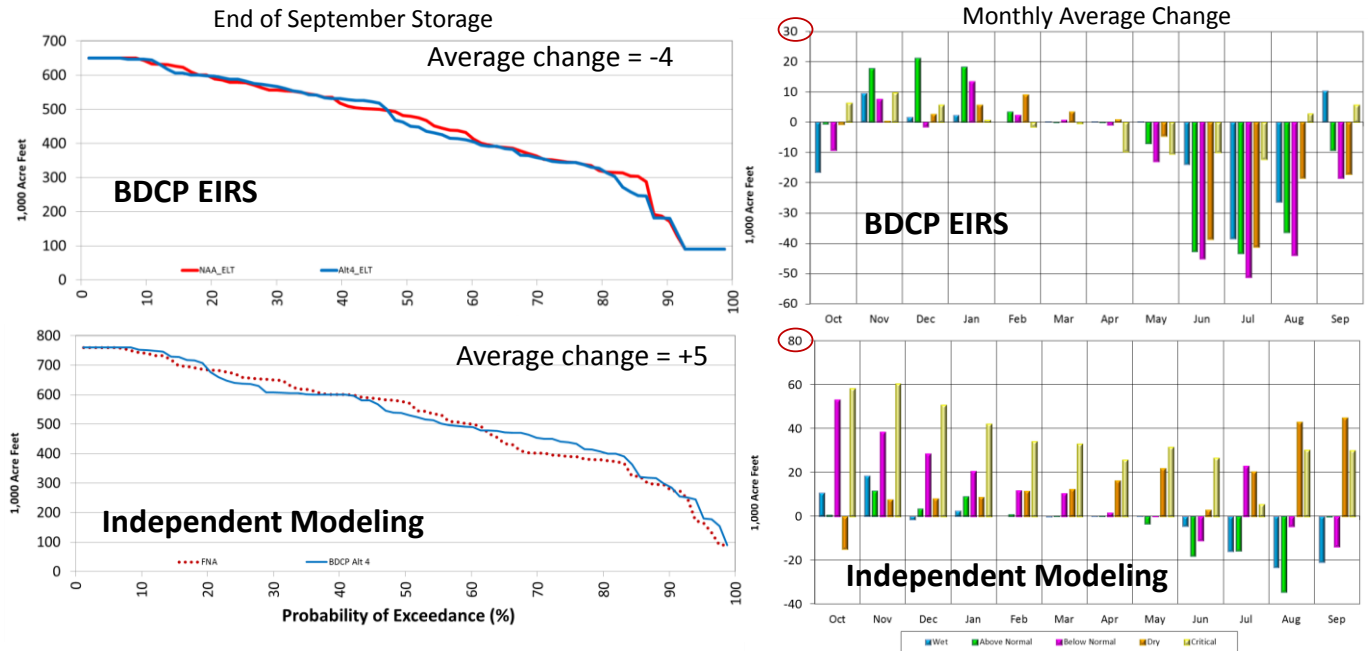 End of September Storage
Average change = -4
700
600
500
400
300
200
100
0
1,000 Acre Feet
BDCP EIRS
NAA_ELT Alt4_ELT
0 10 20 30 40 50 60 70 80 90 100
Monthly Average Change
30
20
10
0
-10
-20
-30
-40
-50
-60
1,000 Acre Feet
BDCP EIRS
Oct Nov Dec Jan Feb Mar Apr May Jun Jul Aug Sep
Average change = +5
800
700
600
500
400
300
200
100
0
1,000 Acre Feet
Independent Modeling
FNA BDCP Alt 4
0 10 20 30 40 50 60 70 80 90 100
Probability of Exceedance (%)
80
60
40
20
0
-20
-40
1,000 Acre Feet
Independent Modeling
Oct Nov Dec Jan Feb Mar Apr May Jun Jul Aug Sep
Wet Above Normal Below Normal Dry Critical